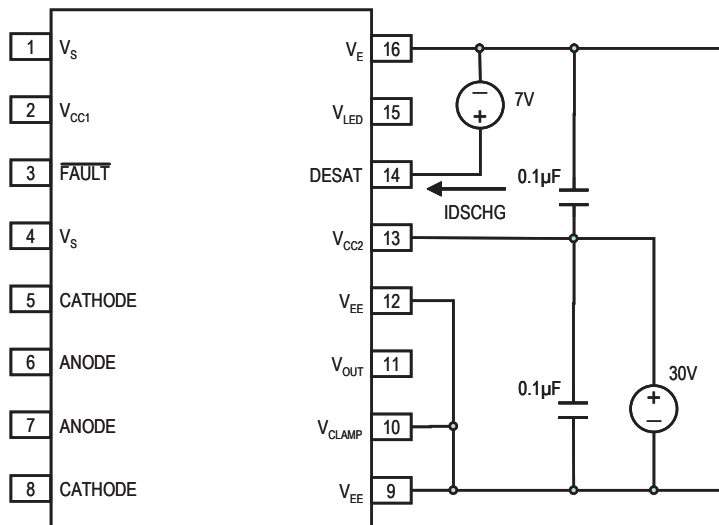 1 VS VE 16
7V
2 VCC1 VLED 15
3 FAULT DESAT 14
0.1µF
IDSCHG
4 VS VCC2 13
5 CATHODE VEE 12
6 ANODE VOUT 11
30V
0.1µF
7 ANODE VCLAMP 10
8 CATHODE VEE 9